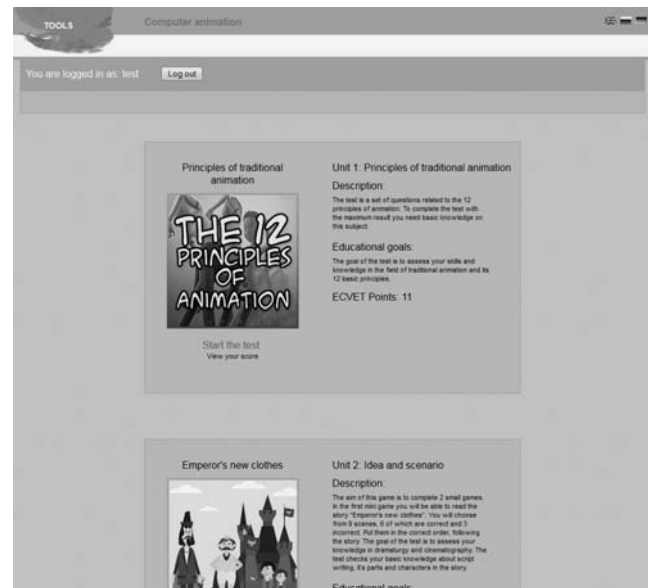 TOOLS
Computer animation
You are logged in as: test
Log out
Principles of traditional
animation
THE 12
PRINCIPLES
OF
ANIMATION
Start the test
View your score
Unit 1: Principles of traditional animation
Description:
The test is a set of questions related to the 12
principles of animation. To complete the test with
the maximum result you need basic knowledge on
this subject.
Educational goals:
The goal of the test is to assess your skills and
knowledge in the field of traditional animation and its
12 basic principles.
ECVET Points: 11
Emperor's new clothes
Unit 2: Idea and scenario
Description:
The aim of this game is to complete 2 small games.
In the first mini game you will be able to read the
story "Emperor's new clothes". You will choose
from 9 scenes, 6 of which are correct and 3
incorrect. Put them in the correct order, following
the story. The goal of the test is to assess your
knowledge in dramaturgy and cinematography. The
test checks your basic knowledge about script
writing, it's parts and characters in the story.
Educational goals: